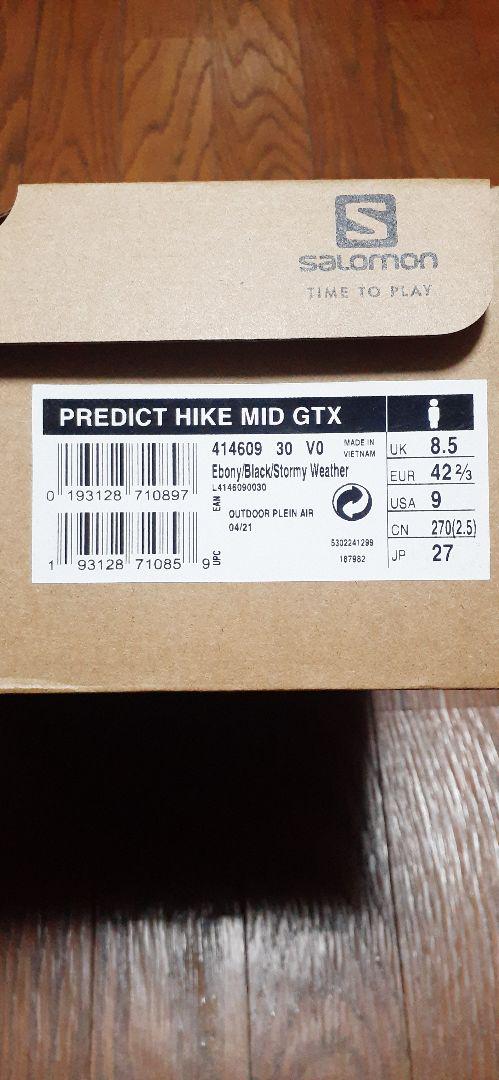 S
SALOMON
TIME TO PLAY
PREDICT HIKE MID GTX
414609 30 V0
MADE IN
VIETNAM
Ebony/Black/Stormy Weather
L4146090030
0 193128 710897
EAN
OUTDOOR PLEIN AIR
04/21
5302241299
187982
1 93128 71085 9
UPC
UK 8.5
EUR 42 2/3
USA 9
CN 270(2.5)
JP 27